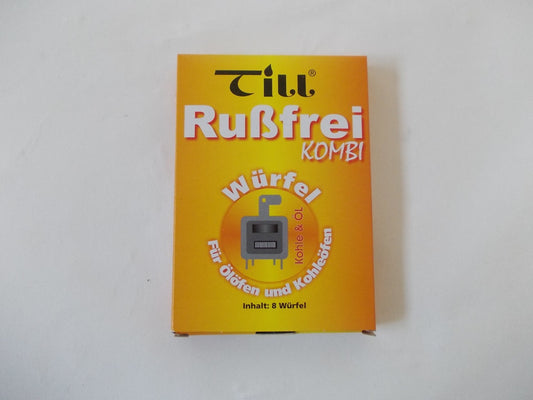 Till®
Rußfrei
KOMBI
Würfel
Kohle & ÖL
Für Ölöfen und Kohleöfen
Inhalt: 8 Würfel